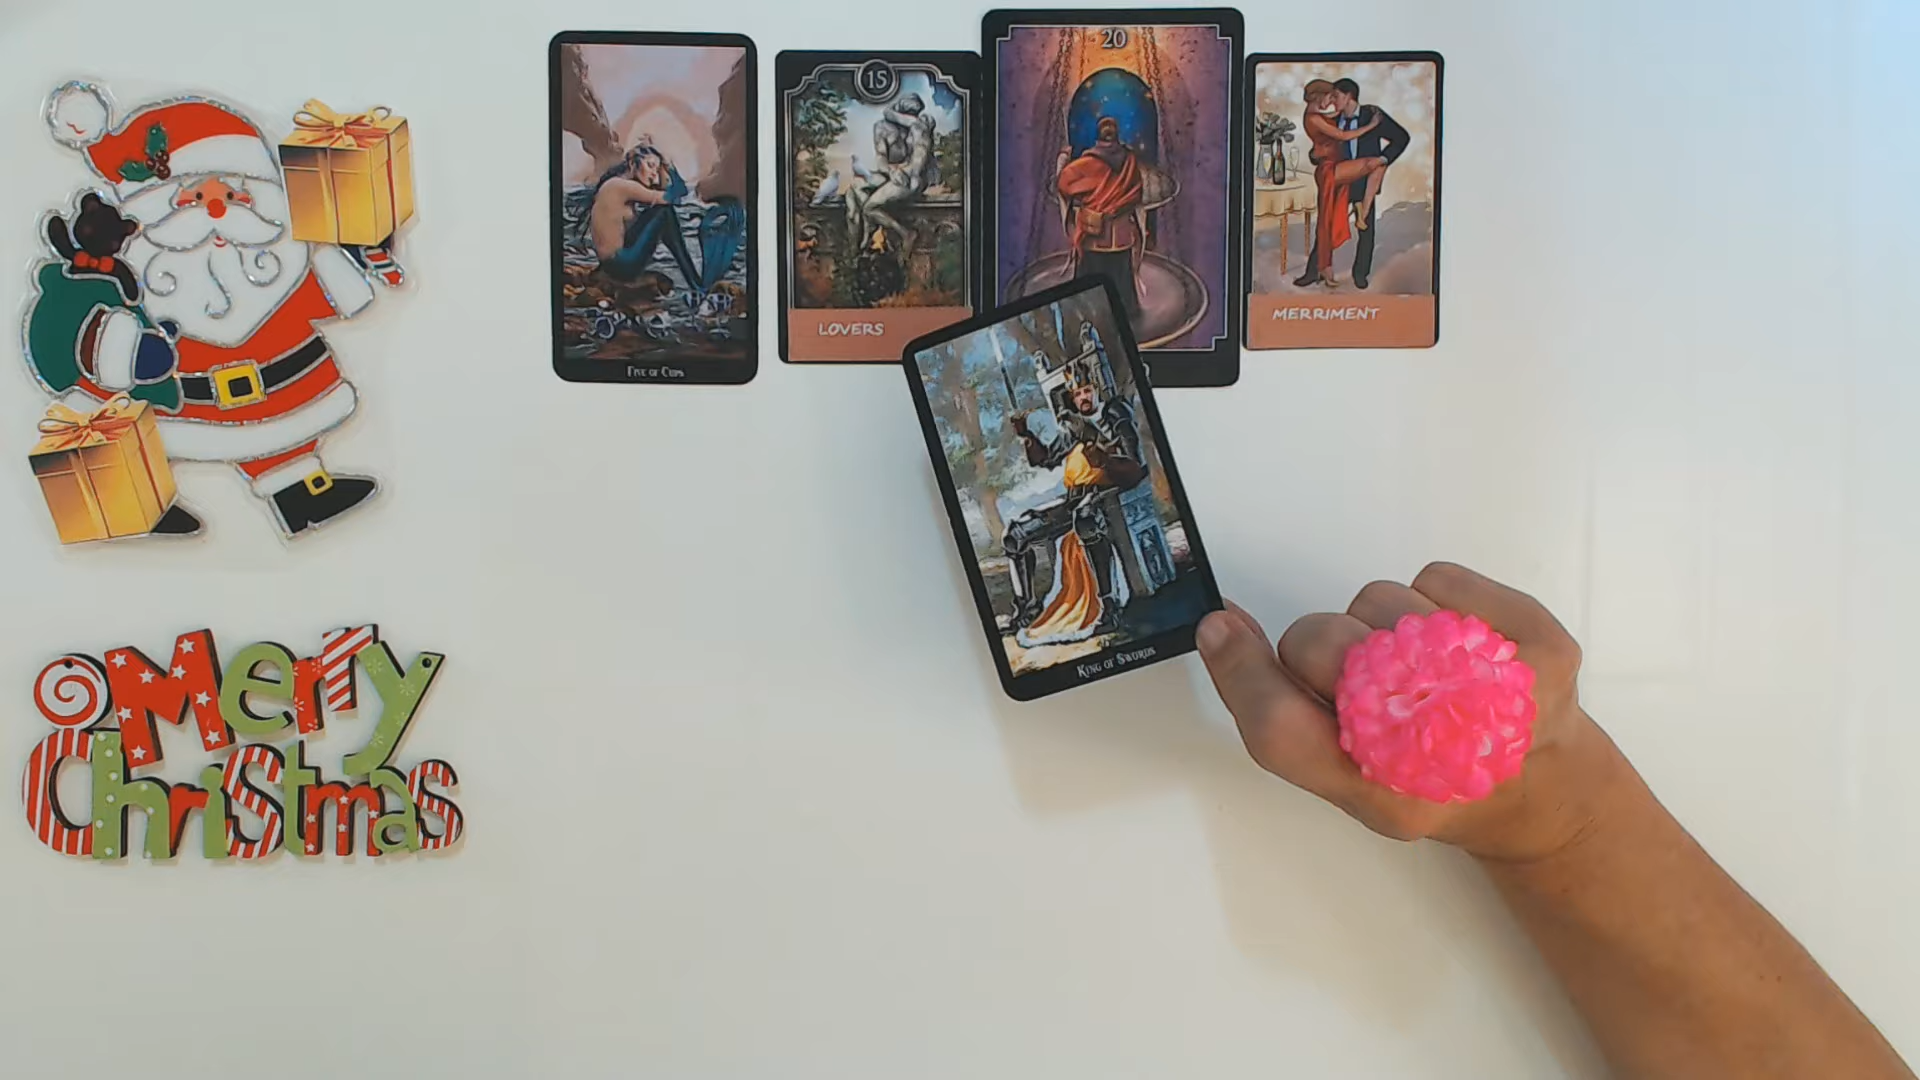 20
15
LOVERS
MERRIMENT
FIVE OF CUPS
KING OF SWORDS
Merry
Christmas